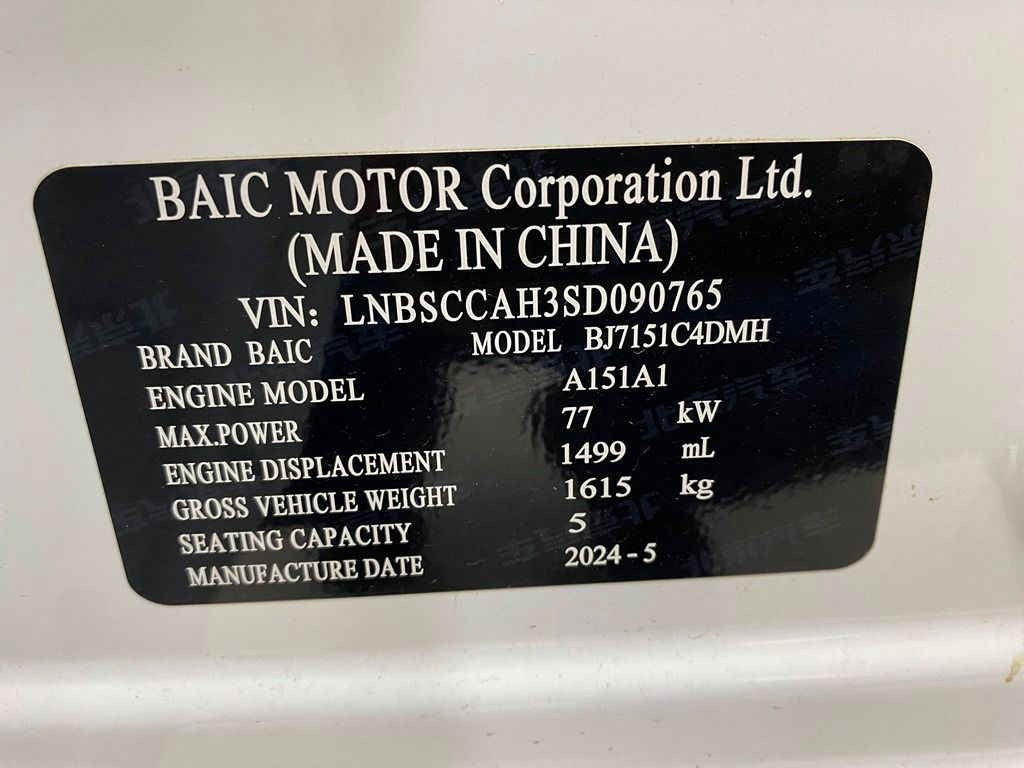 BAIC MOTOR Corporation Ltd.
(MADE IN CHINA)
VIN: LNBSCCAH3SD090765
BRAND BAIC MODEL BJ7151C4DMH
ENGINE MODEL A151A1
MAX.POWER 77 kW
ENGINE DISPLACEMENT 1499 mL
GROSS VEHICLE WEIGHT 1615 kg
SEATING CAPACITY 5
MANUFACTURE DATE 2024-5